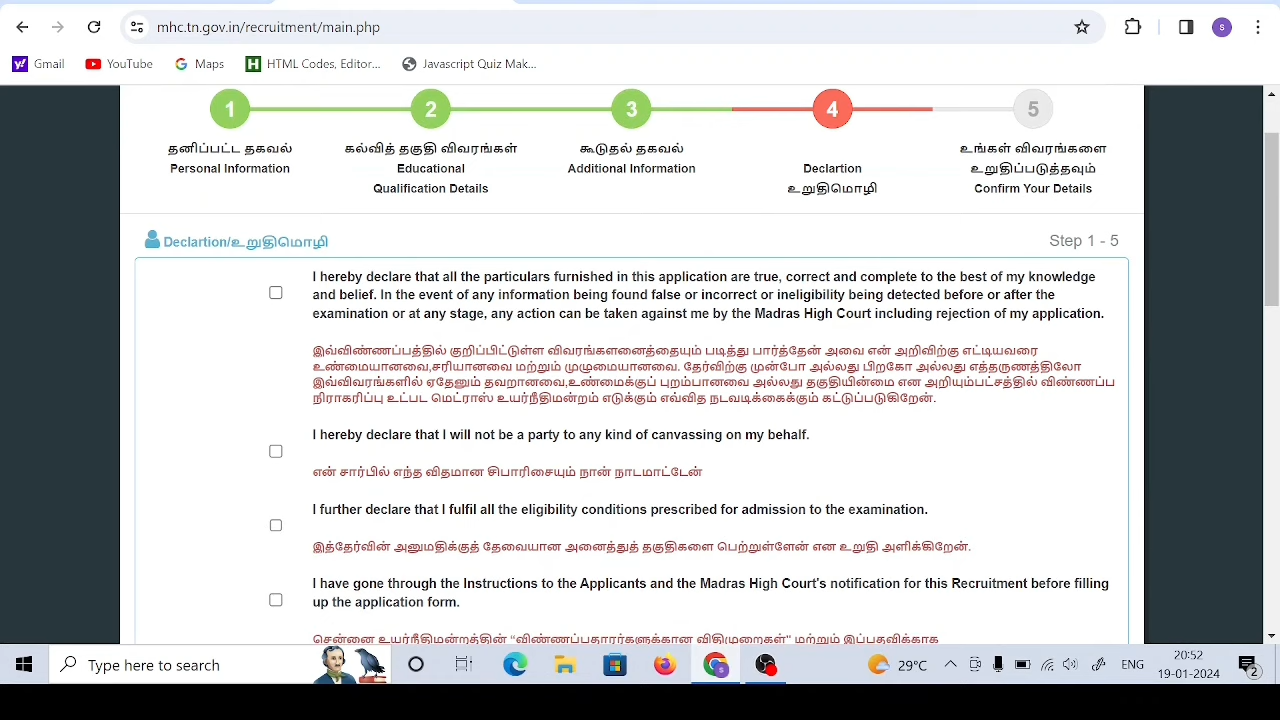 mhc.tn.gov.in/recruitment/main.php
s
Gmail
YouTube
Maps
HTML Codes, Editor...
Javascript Quiz Mak...
1
2
3
4
5
தனிப்பட்ட தகவல்
Personal Information
கல்வித் தகுதி விவரங்கள்
Educational
Qualification Details
கூடுதல் தகவல்
Additional Information
Declartion
உறுதிமொழி
உங்கள் விவரங்களை
உறுதிப்படுத்தவும்
Confirm Your Details
Declartion/உறுதிமொழி
Step 1 - 5
I hereby declare that all the particulars furnished in this application are true, correct and complete to the best of my knowledge
and belief. In the event of any information being found false or incorrect or ineligibility being detected before or after the
examination or at any stage, any action can be taken against me by the Madras High Court including rejection of my application.
இவ்விண்ணப்பத்தில் குறிப்பிட்டுள்ள விவரங்களனைத்தையும் படித்து பார்த்தேன் அவை என் அறிவிற்கு எட்டியவரை
உண்மையானவை,சரியானவை மற்றும் முழுமையானவை. தேர்விற்கு முன்போ அல்லது பிறகோ அல்லது எத்தருணத்திலோ
இவ்விவரங்களில் ஏதேனும் தவறானவை,உண்மைக்குப் புறம்பானவை அல்லது தகுதியின்மை என அறியும்பட்சத்தில் விண்ணப்ப
நிராகரிப்பு உட்பட மெட்ராஸ் உயர்நீதிமன்றம் எடுக்கும் எவ்வித நடவடிக்கைக்கும் கட்டுப்படுகிறேன்.
I hereby declare that I will not be a party to any kind of canvassing on my behalf.
என் சார்பில் எந்த விதமான சிபாரிசையும் நான் நாடமாட்டேன்
I further declare that I fulfil all the eligibility conditions prescribed for admission to the examination.
இத்தேர்வின் அனுமதிக்குத் தேவையான அனைத்துத் தகுதிகளை பெற்றுள்ளேன் என உறுதி அளிக்கிறேன்.
I have gone through the Instructions to the Applicants and the Madras High Court's notification for this Recruitment before filling
up the application form.
சென்னை உயர்நீதிமன்றத்தின் “விண்ணப்பதாரர்களுக்கான விதிமுறைகள்" மற்றும் இப்பதவிக்காக
Type here to search
29°C
ENG
20:52
19-01-2024
2